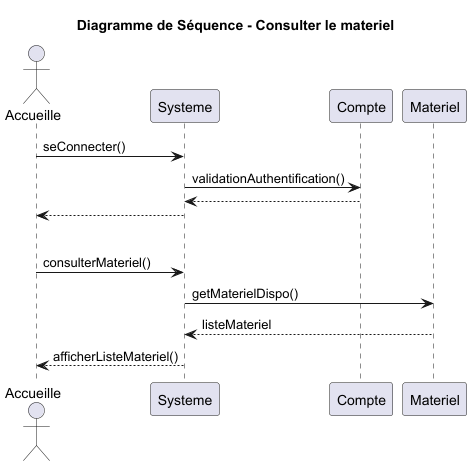 Diagramme de Séquence - Consulter le materiel
Accueille
Systeme
Compte
Materiel
seConnecter()
validationAuthentification()
consulterMateriel()
getMaterielDispo()
listeMateriel
afficherListeMateriel()
Accueille
Systeme
Compte
Materiel